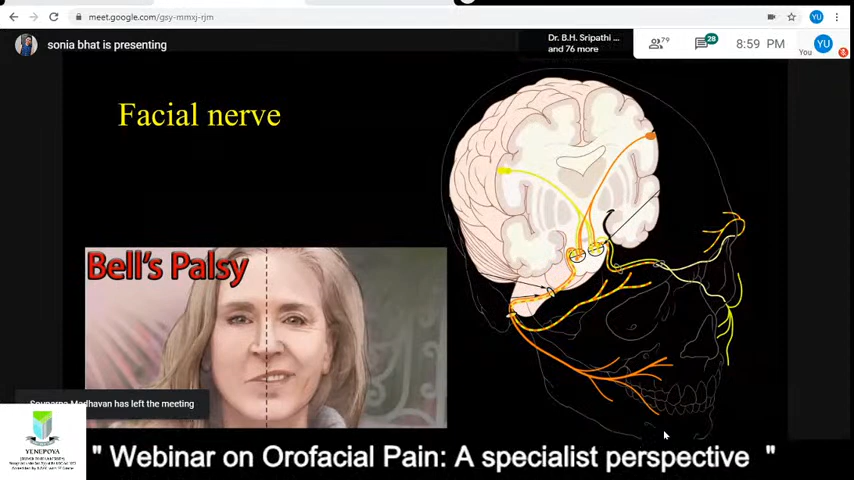 meet.google.com/gsy-mmxj-rjm
YU
sonia bhat is presenting
Dr. B.H. Sripathi ...
and 76 more
79
28
8:59 PM
You
YU
Facial nerve
Bell's Palsy
Madhavan has left the meeting
YENEPOYA
" Webinar on Orofacial Pain: A specialist perspective "